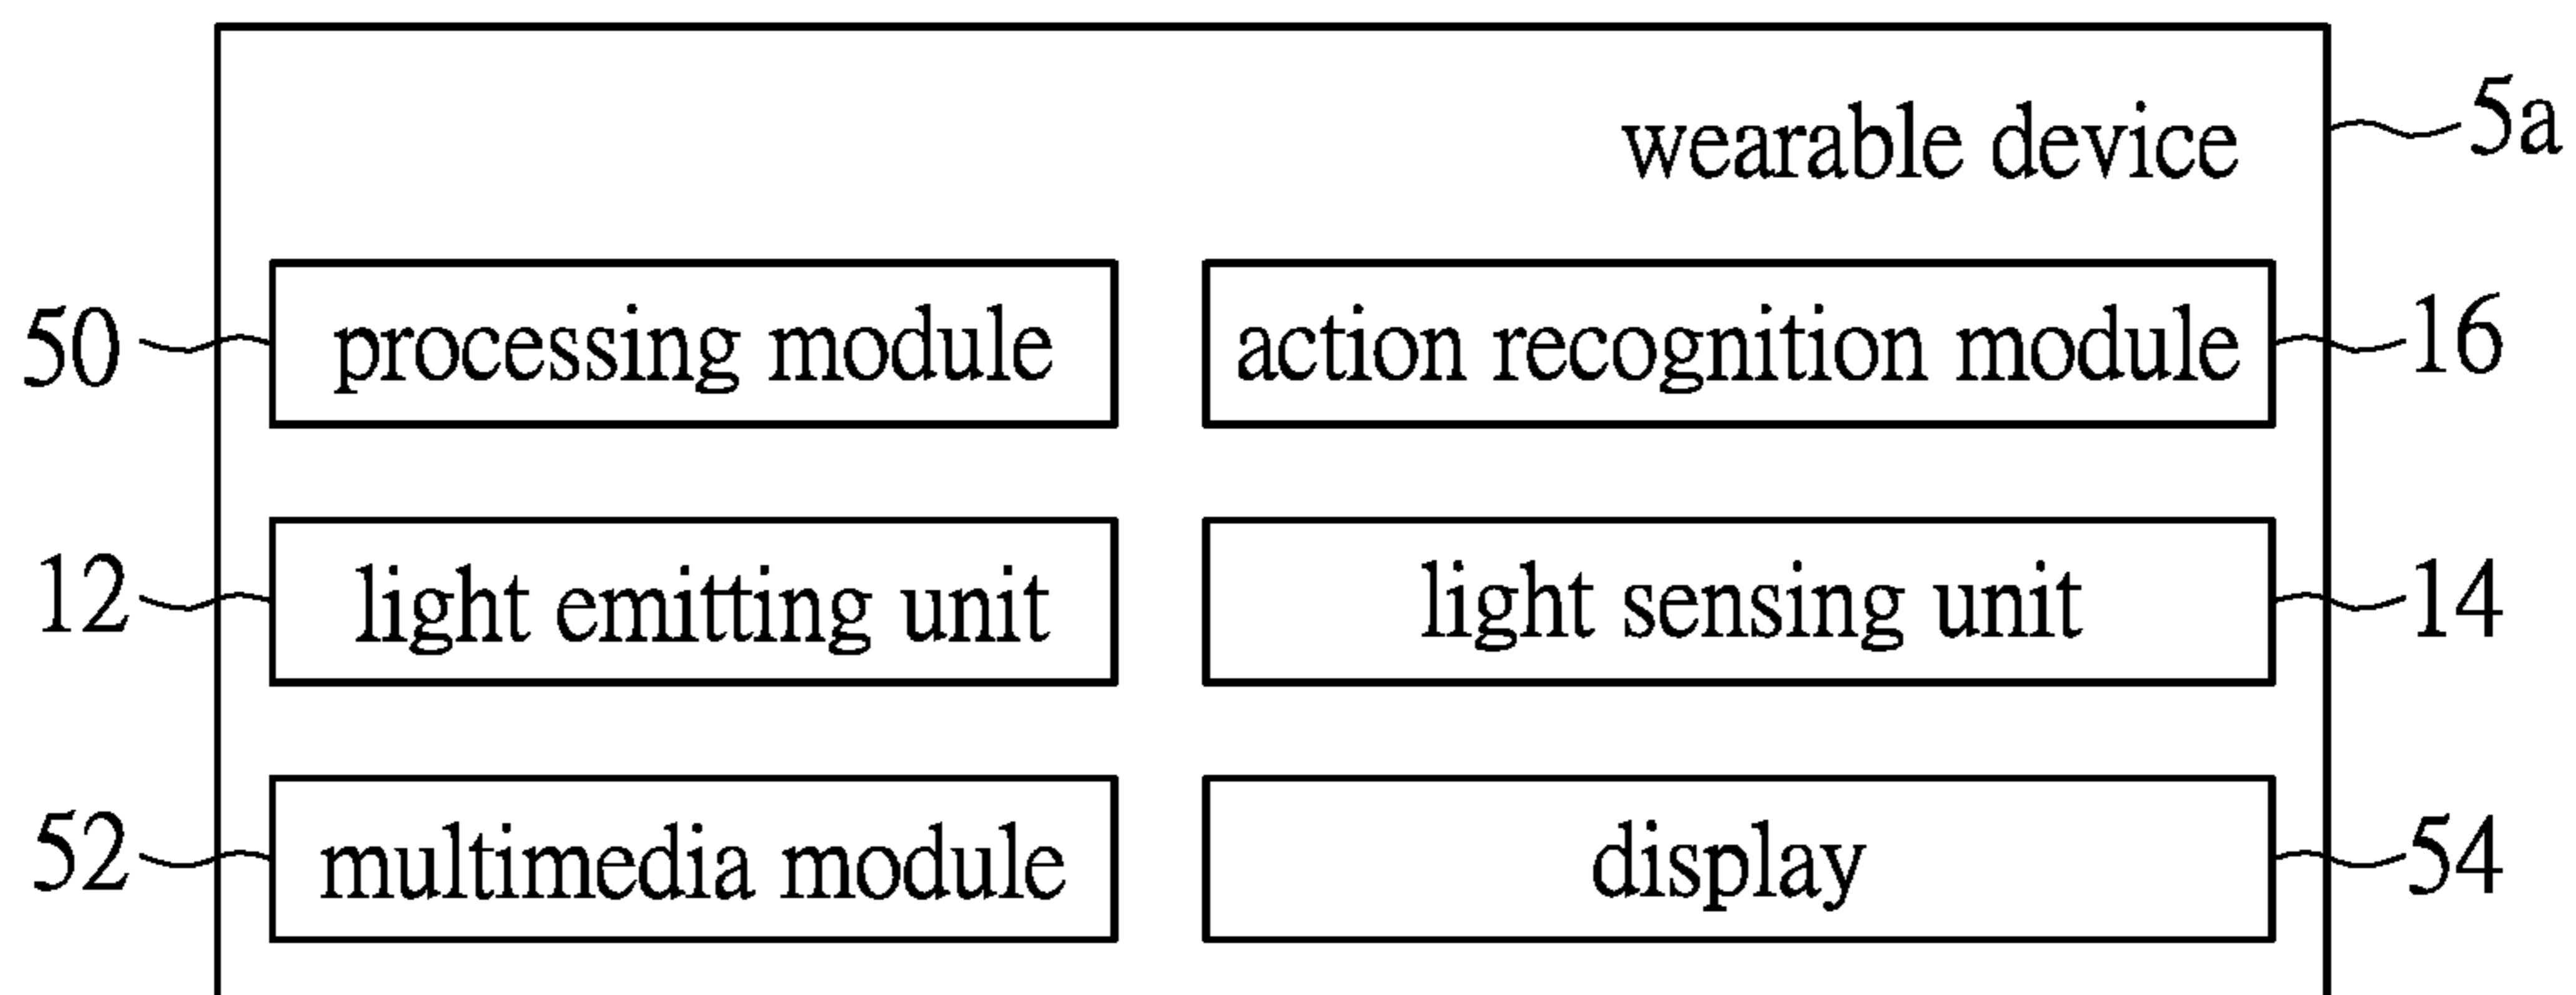 wearable device 5a
50 processing module action recognition module 16
12 light emitting unit light sensing unit 14
52 multimedia module display 54